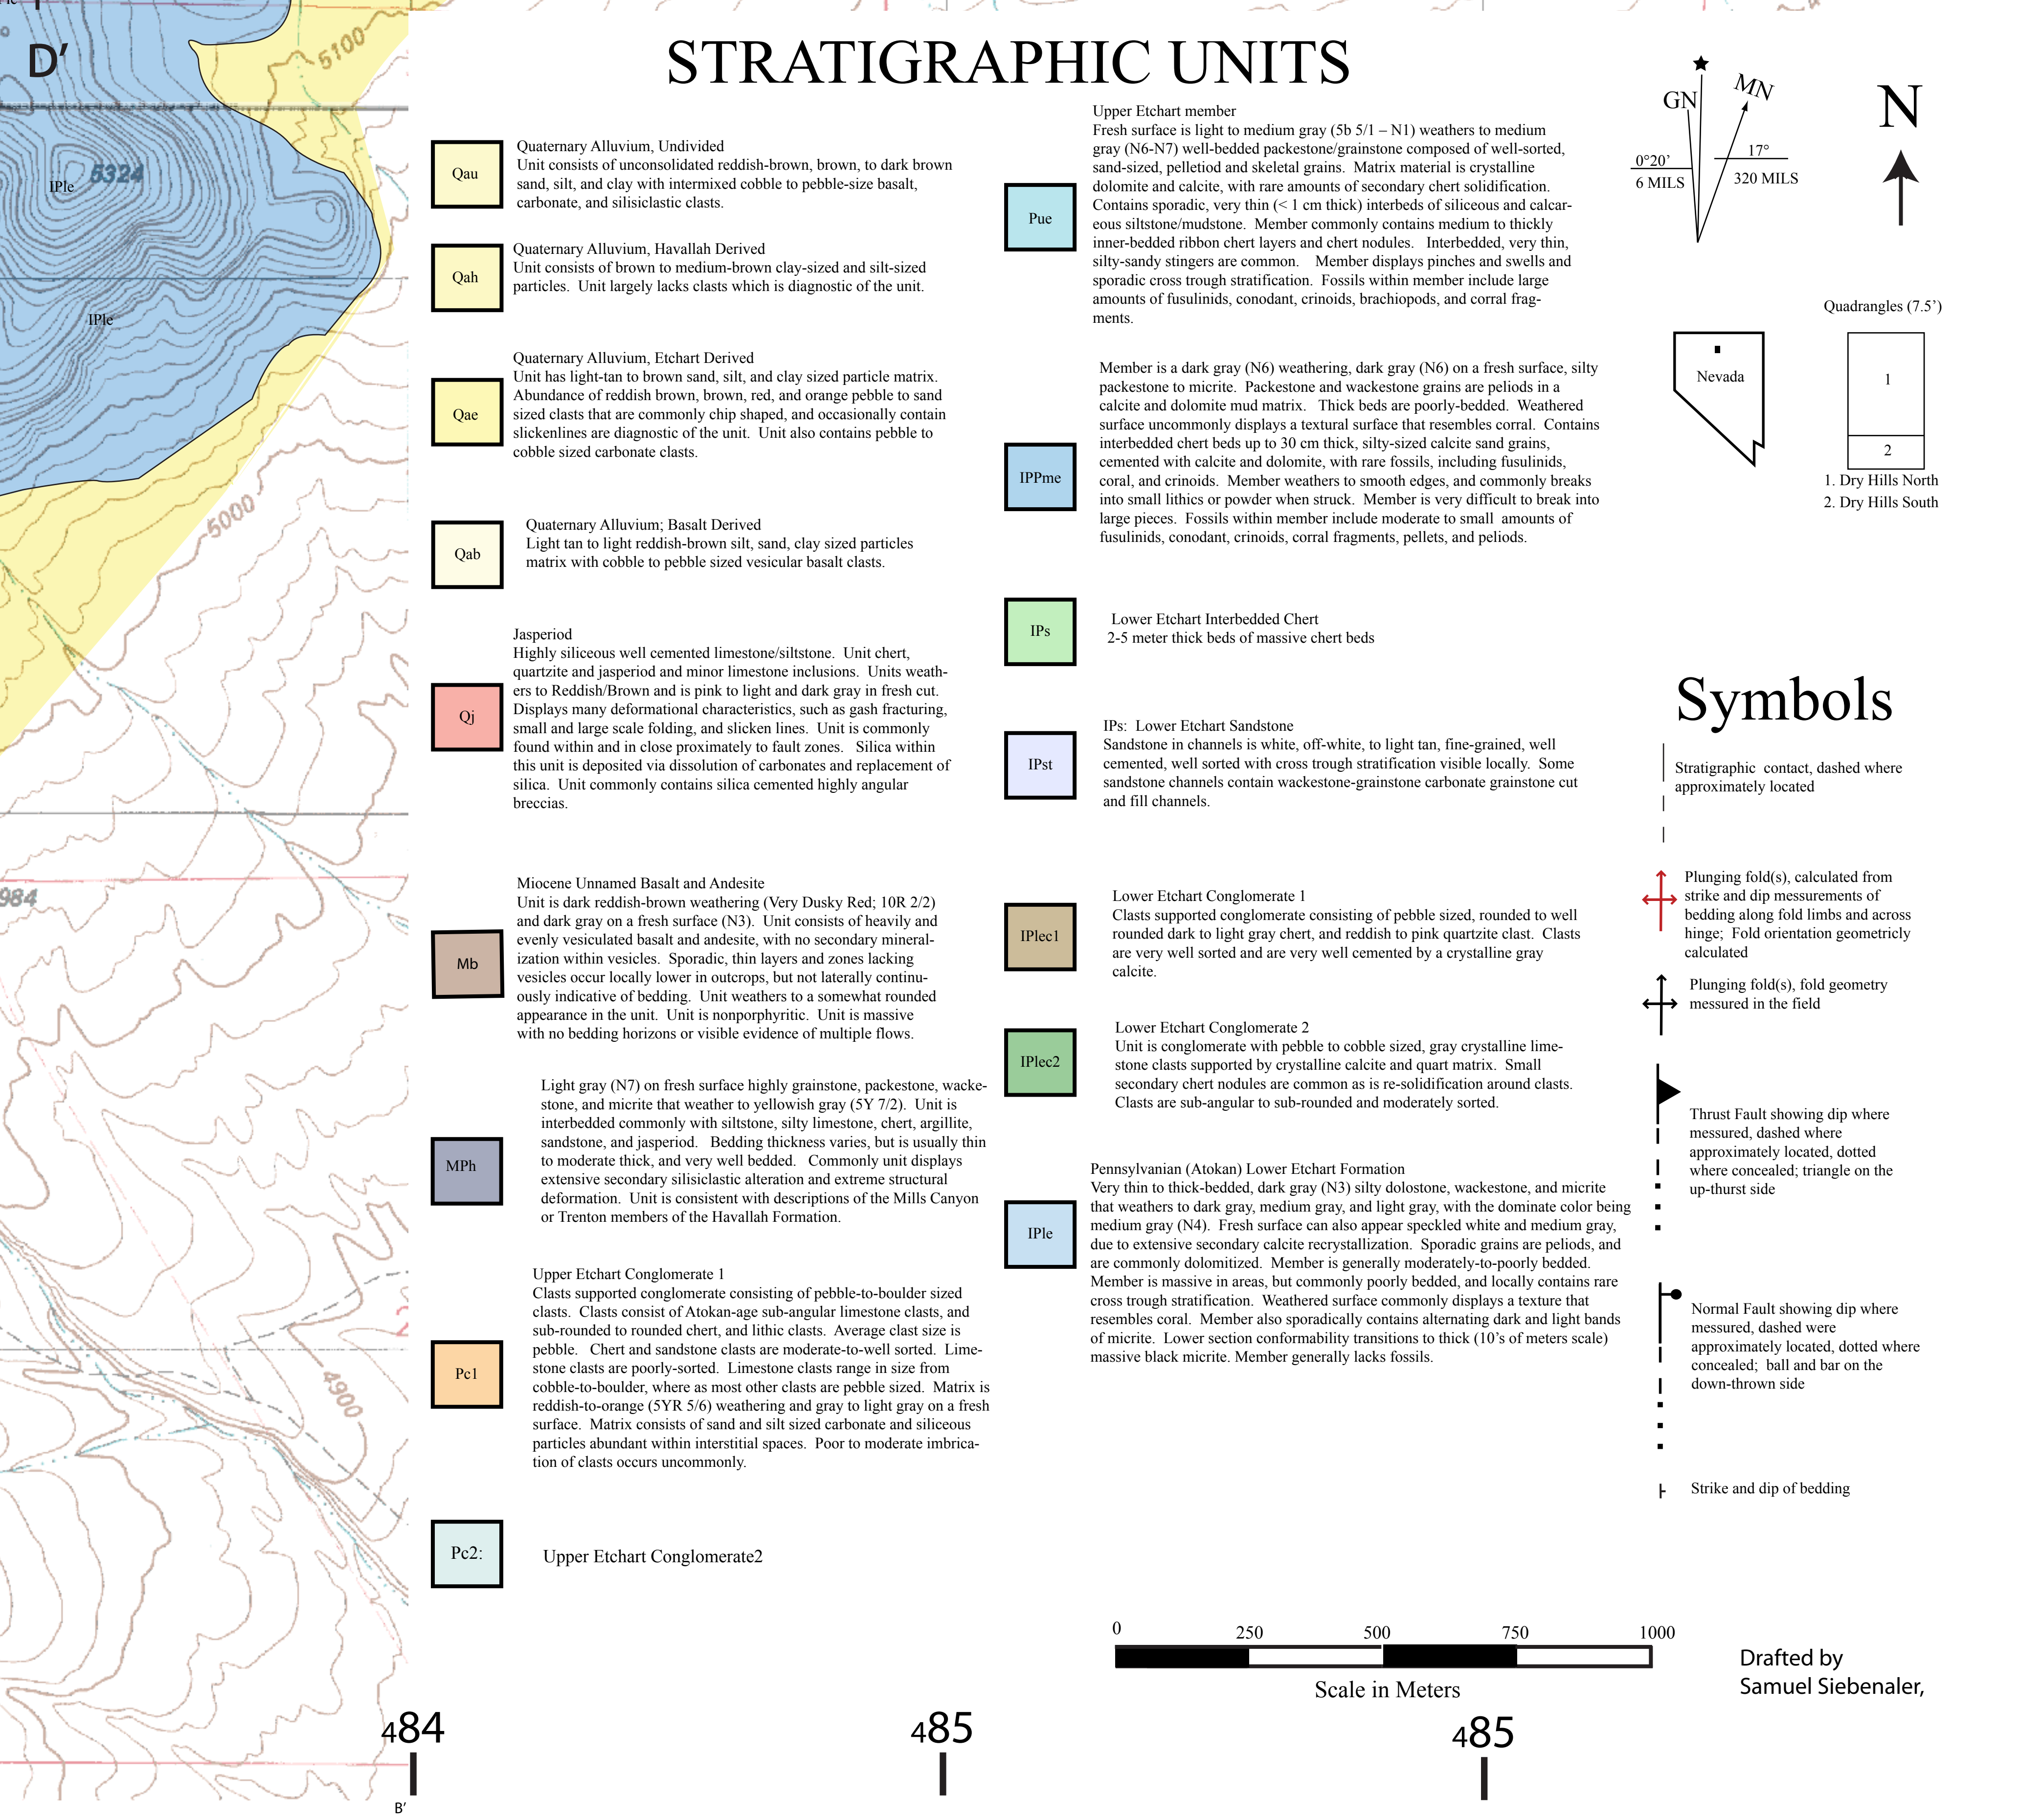 D’
5100
5324
IPle
IPle
5000
984
4900
STRATIGRAPHIC UNITS
Qau
Quaternary Alluvium, Undivided
Unit consists of unconsolidated reddish-brown, brown, to dark brown
sand, silt, and clay with intermixed cobble to pebble-size basalt,
carbonate, and silisiclastic clasts.
Qah
Quaternary Alluvium, Havallah Derived
Unit consists of brown to medium-brown clay-sized and silt-sized
particles.  Unit largely lacks clasts which is diagnostic of the unit.
Qae
Quaternary Alluvium, Etchart Derived
Unit has light-tan to brown sand, silt, and clay sized particle matrix.
Abundance of reddish brown, brown, red, and orange pebble to sand
sized clasts that are commonly chip shaped, and occasionally contain
slickenlines are diagnostic of the unit.  Unit also contains pebble to
cobble sized carbonate clasts.
Qab
Quaternary Alluvium; Basalt Derived
Light tan to light reddish-brown silt, sand, clay sized particles
matrix with cobble to pebble sized vesicular basalt clasts.
Qj
Jasperiod
Highly siliceous well cemented limestone/siltstone.  Unit chert,
quartzite and jasperiod and minor limestone inclusions.  Units weath-
ers to Reddish/Brown and is pink to light and dark gray in fresh cut.
Displays many deformational characteristics, such as gash fracturing,
small and large scale folding, and slicken lines.  Unit is commonly
found within and in close proximately to fault zones.   Silica within
this unit is deposited via dissolution of carbonates and replacement of
silica.  Unit commonly contains silica cemented highly angular
breccias.
Mb
Miocene Unnamed Basalt and Andesite
Unit is dark reddish-brown weathering (Very Dusky Red; 10R 2/2)
and dark gray on a fresh surface (N3).  Unit consists of heavily and
evenly vesiculated basalt and andesite, with no secondary mineral-
ization within vesicles.  Sporadic, thin layers and zones lacking
vesicles occur locally lower in outcrops, but not laterally continu-
ously indicative of bedding.  Unit weathers to a somewhat rounded
appearance in the unit.  Unit is nonporphyritic.  Unit is massive
with no bedding horizons or visible evidence of multiple flows.
MPh
Light gray (N7) on fresh surface highly grainstone, packestone, wacke-
stone, and micrite that weather to yellowish gray (5Y 7/2).  Unit is
interbedded commonly with siltstone, silty limestone, chert, argillite,
sandstone, and jasperiod.   Bedding thickness varies, but is usually thin
to moderate thick, and very well bedded.   Commonly unit displays
extensive secondary silisiclastic alteration and extreme structural
deformation.  Unit is consistent with descriptions of the Mills Canyon
or Trenton members of the Havallah Formation.
Pc1
Upper Etchart Conglomerate 1
Clasts supported conglomerate consisting of pebble-to-boulder sized
clasts.  Clasts consist of Atokan-age sub-angular limestone clasts, and
sub-rounded to rounded chert, and lithic clasts.  Average clast size is
pebble.   Chert and sandstone clasts are moderate-to-well sorted.  Lime-
stone clasts are poorly-sorted.  Limestone clasts range in size from
cobble-to-boulder, where as most other clasts are pebble sized.  Matrix is
reddish-to-orange (5YR 5/6) weathering and gray to light gray on a fresh
surface.  Matrix consists of sand and silt sized carbonate and siliceous
particles abundant within interstitial spaces.  Poor to moderate imbrica-
tion of clasts occurs uncommonly.
Pc2:
Upper Etchart Conglomerate2
Pue
Upper Etchart member
Fresh surface is light to medium gray (5b 5/1 – N1) weathers to medium
gray (N6-N7) well-bedded packestone/grainstone composed of well-sorted,
sand-sized, pelletiod and skeletal grains.  Matrix material is crystalline
dolomite and calcite, with rare amounts of secondary chert solidification.
Contains sporadic, very thin (< 1 cm thick) interbeds of siliceous and calcar-
eous siltstone/mudstone.  Member commonly contains medium to thickly
inner-bedded ribbon chert layers and chert nodules.   Interbedded, very thin,
silty-sandy stingers are common.    Member displays pinches and swells and
sporadic cross trough stratification.  Fossils within member include large
amounts of fusulinids, conodant, crinoids, brachiopods, and corral frag-
ments.
IPPme
Member is a dark gray (N6) weathering, dark gray (N6) on a fresh surface, silty
packestone to micrite.  Packestone and wackestone grains are peliods in a
calcite and dolomite mud matrix.   Thick beds are poorly-bedded.  Weathered
surface uncommonly displays a textural surface that resembles corral.  Contains
interbedded chert beds up to 30 cm thick, silty-sized calcite sand grains,
cemented with calcite and dolomite, with rare fossils, including fusulinids,
coral, and crinoids.  Member weathers to smooth edges, and commonly breaks
into small lithics or powder when struck.  Member is very difficult to break into
large pieces.  Fossils within member include moderate to small  amounts of
fusulinids, conodant, crinoids, corral fragments, pellets, and peliods.
IPs
Lower Etchart Interbedded Chert
2-5 meter thick beds of massive chert beds
IPst
IPs:  Lower Etchart Sandstone
Sandstone in channels is white, off-white, to light tan, fine-grained, well
cemented, well sorted with cross trough stratification visible locally.  Some
sandstone channels contain wackestone-grainstone carbonate grainstone cut
and fill channels.
IPlec1
Lower Etchart Conglomerate 1
Clasts supported conglomerate consisting of pebble sized, rounded to well
rounded dark to light gray chert, and reddish to pink quartzite clast.  Clasts
are very well sorted and are very well cemented by a crystalline gray
calcite.
IPlec2
Lower Etchart Conglomerate 2
Unit is conglomerate with pebble to cobble sized, gray crystalline lime-
stone clasts supported by crystalline calcite and quart matrix.  Small
secondary chert nodules are common as is re-solidification around clasts.
Clasts are sub-angular to sub-rounded and moderately sorted.
IPle
Pennsylvanian (Atokan) Lower Etchart Formation
Very thin to thick-bedded, dark gray (N3) silty dolostone, wackestone, and micrite
that weathers to dark gray, medium gray, and light gray, with the dominate color being
medium gray (N4).  Fresh surface can also appear speckled white and medium gray,
due to extensive secondary calcite recrystallization.  Sporadic grains are peliods, and
are commonly dolomitized.  Member is generally moderately-to-poorly bedded.
Member is massive in areas, but commonly poorly bedded, and locally contains rare
cross trough stratification.  Weathered surface commonly displays a texture that
resembles coral.  Member also sporadically contains alternating dark and light bands
of micrite.  Lower section conformability transitions to thick (10’s of meters scale)
massive black micrite. Member generally lacks fossils.
GN
MN
0°20’
6 MILS
17°
320 MILS
N
Nevada
Quadrangles (7.5’)
1
2
1. Dry Hills North
2. Dry Hills South
Symbols
Stratigraphic  contact, dashed where
approximately located
Plunging fold(s), calculated from
strike and dip messurements of
bedding along fold limbs and across
hinge;  Fold orientation geometricly
calculated
Plunging fold(s), fold geometry
messured in the field
Thrust Fault showing dip where
messured, dashed where
approximately located, dotted
where concealed; triangle on the
up-thurst side
Normal Fault showing dip where
messured, dashed were
approximately located, dotted where
concealed;  ball and bar on the
down-thrown side
Strike and dip of bedding
0 250 500 750 1000
Scale in Meters
Drafted by
Samuel Siebenaler,
484 485 485
B’